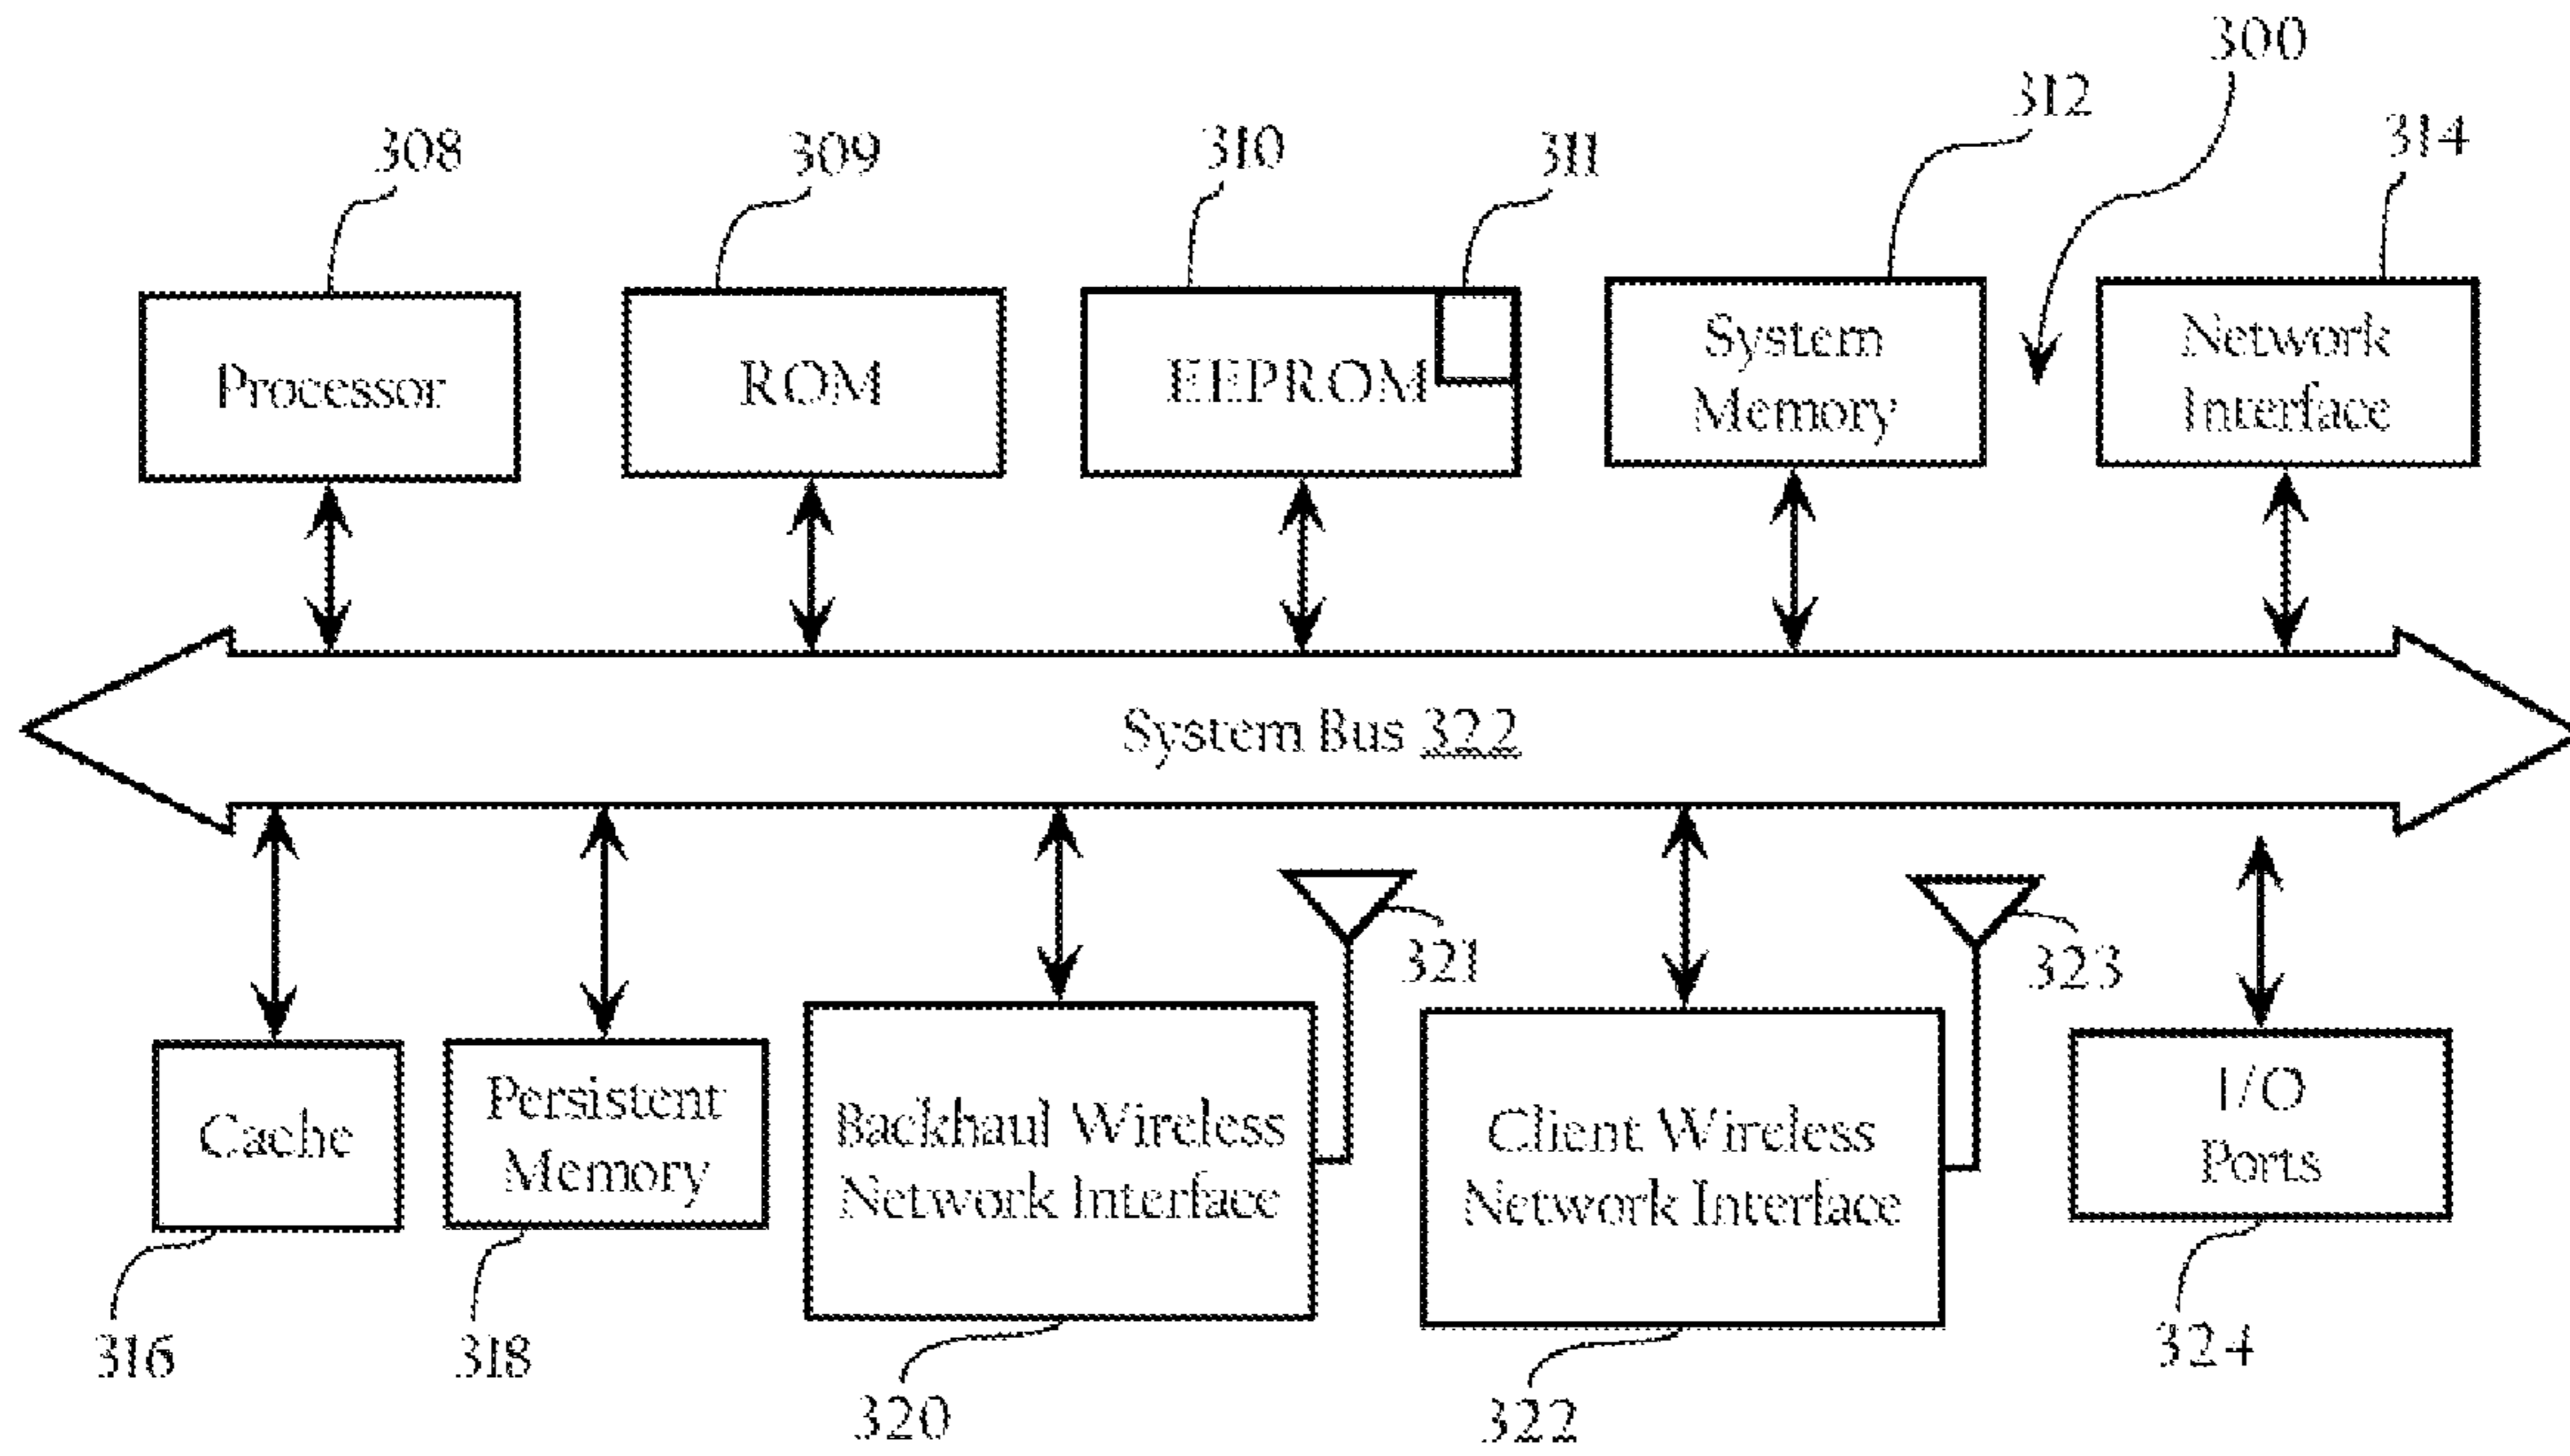 300
312
308
309
310
311
314
Processor
ROM
EEPROM
System
Memory
Network
Interface
System Bus 322
321
323
Cache
Persistent
Memory
Backhaul Wireless
Network Interface
Client Wireless
Network Interface
I/O
Ports
316
318
320
322
324